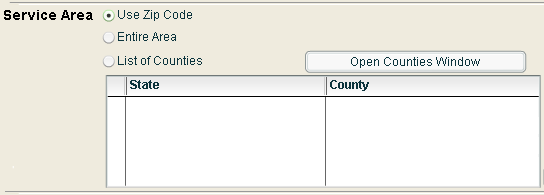 Service Area Use Zip Code
Entire Area
List of Counties Open Counties Window
State County